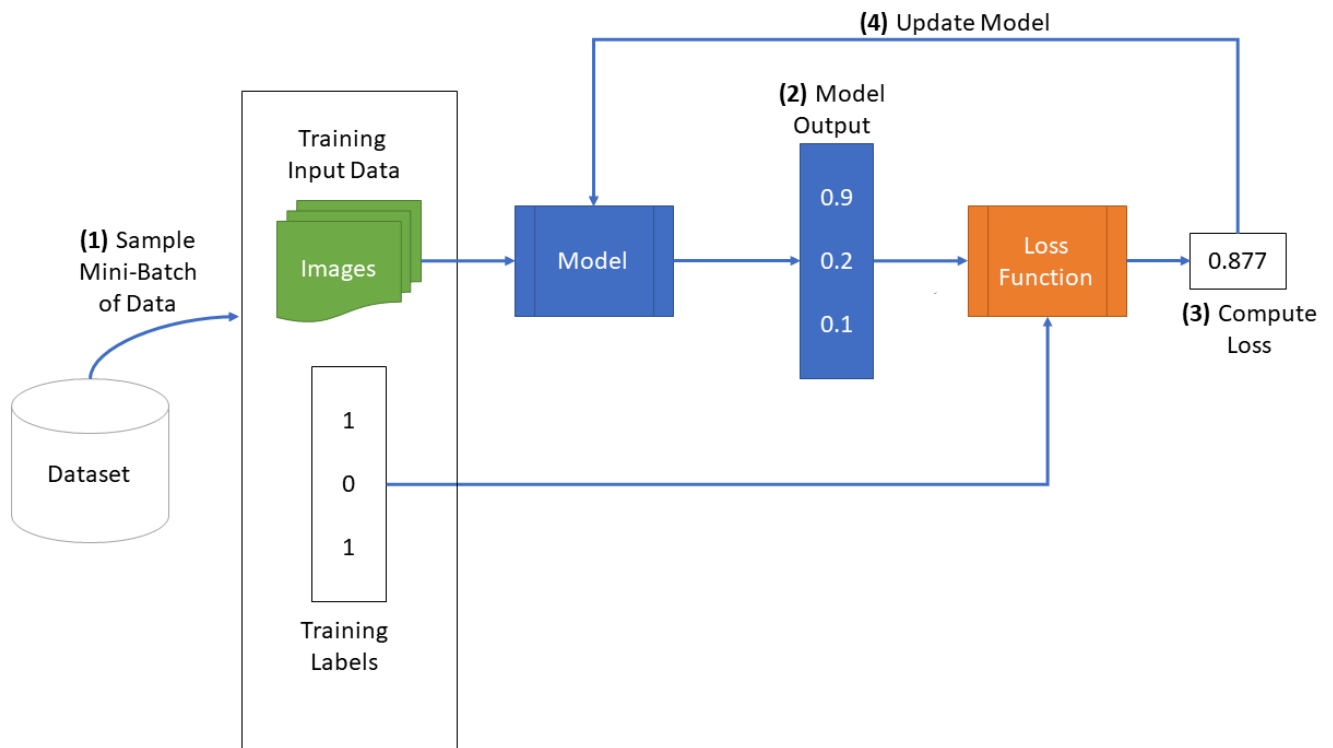 (4) Update Model
(2) Model
Output
Training
Input Data
(1) Sample
Mini-Batch
of Data
Images
Model
0.9
0.2
0.1
Loss
Function
0.877
(3) Compute
Loss
Dataset
1
0
1
Training
Labels